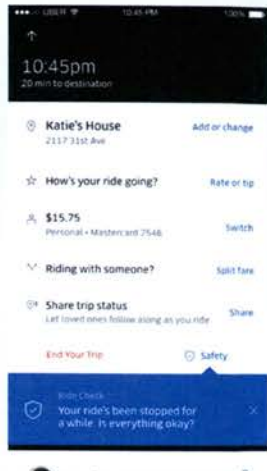 UBER 10:45 PM 100%
10:45pm
20 min to destination
Katie's House Add or change
2117 31st Ave
How's your ride going? Rate or tip
$15.75 Switch
Personal • Mastercard 7546
Riding with someone? Split fare
Share trip status Share
Let loved ones follow along as you ride
End Your Trip Safety
Ride Check
Your ride's been stopped for
a while. Is everything okay?